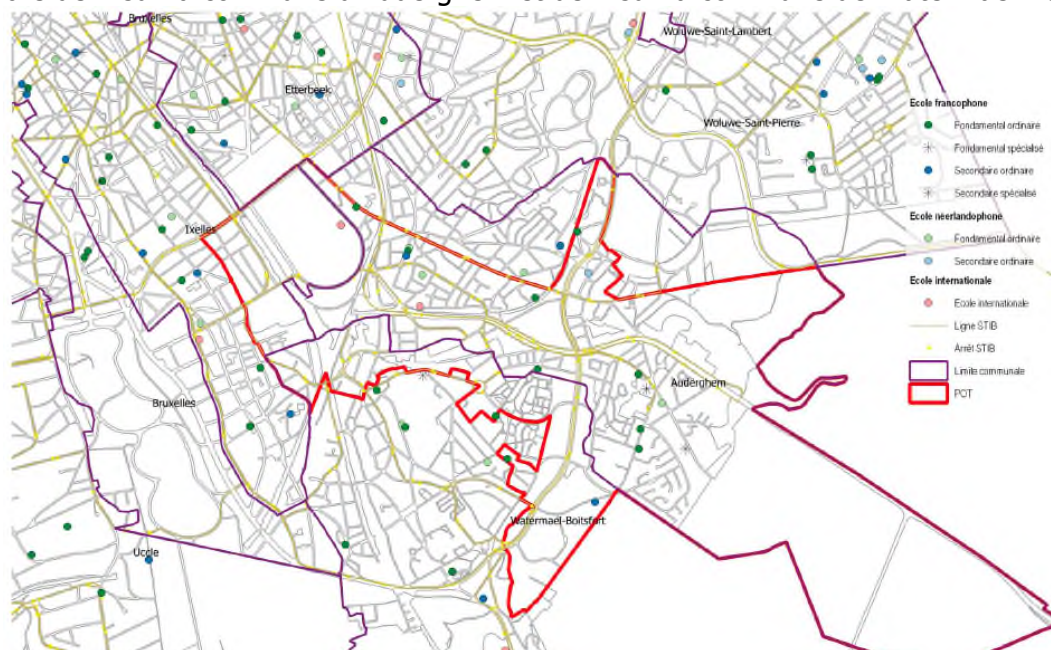 Bruxelles
Woluwe-Saint-Lambert
Etterbeek
Woluwe-Saint-Pierre
Ixelles
Auderghem
Bruxelles
Watermael-Boitsfort
Uccle
Ecole francophone
Fondamental ordinaire
Fondamental spécialisé
Secondaire ordinaire
Secondaire spécialisé
Ecole néerlandophone
Fondamental ordinaire
Secondaire ordinaire
Ecole internationale
Ecole internationale
Ligne STIB
Arrêt STIB
Limite communale
POT